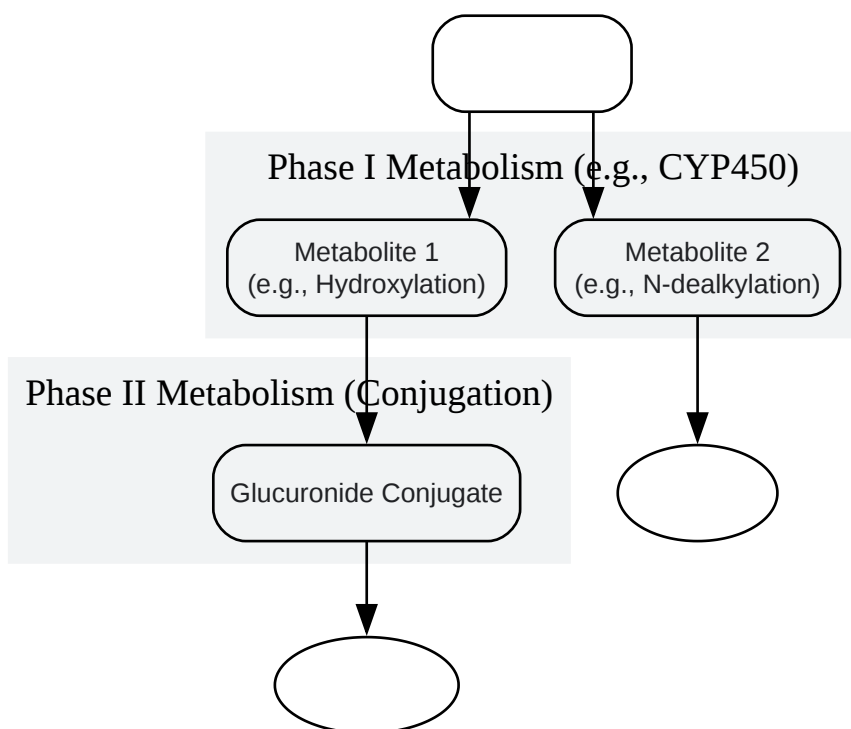 Phase I Metabolism (e.g., CYP450)
Metabolite 1
(e.g., Hydroxylation)
Metabolite 2
(e.g., N-dealkylation)
Phase II Metabolism (Conjugation)
Glucuronide Conjugate